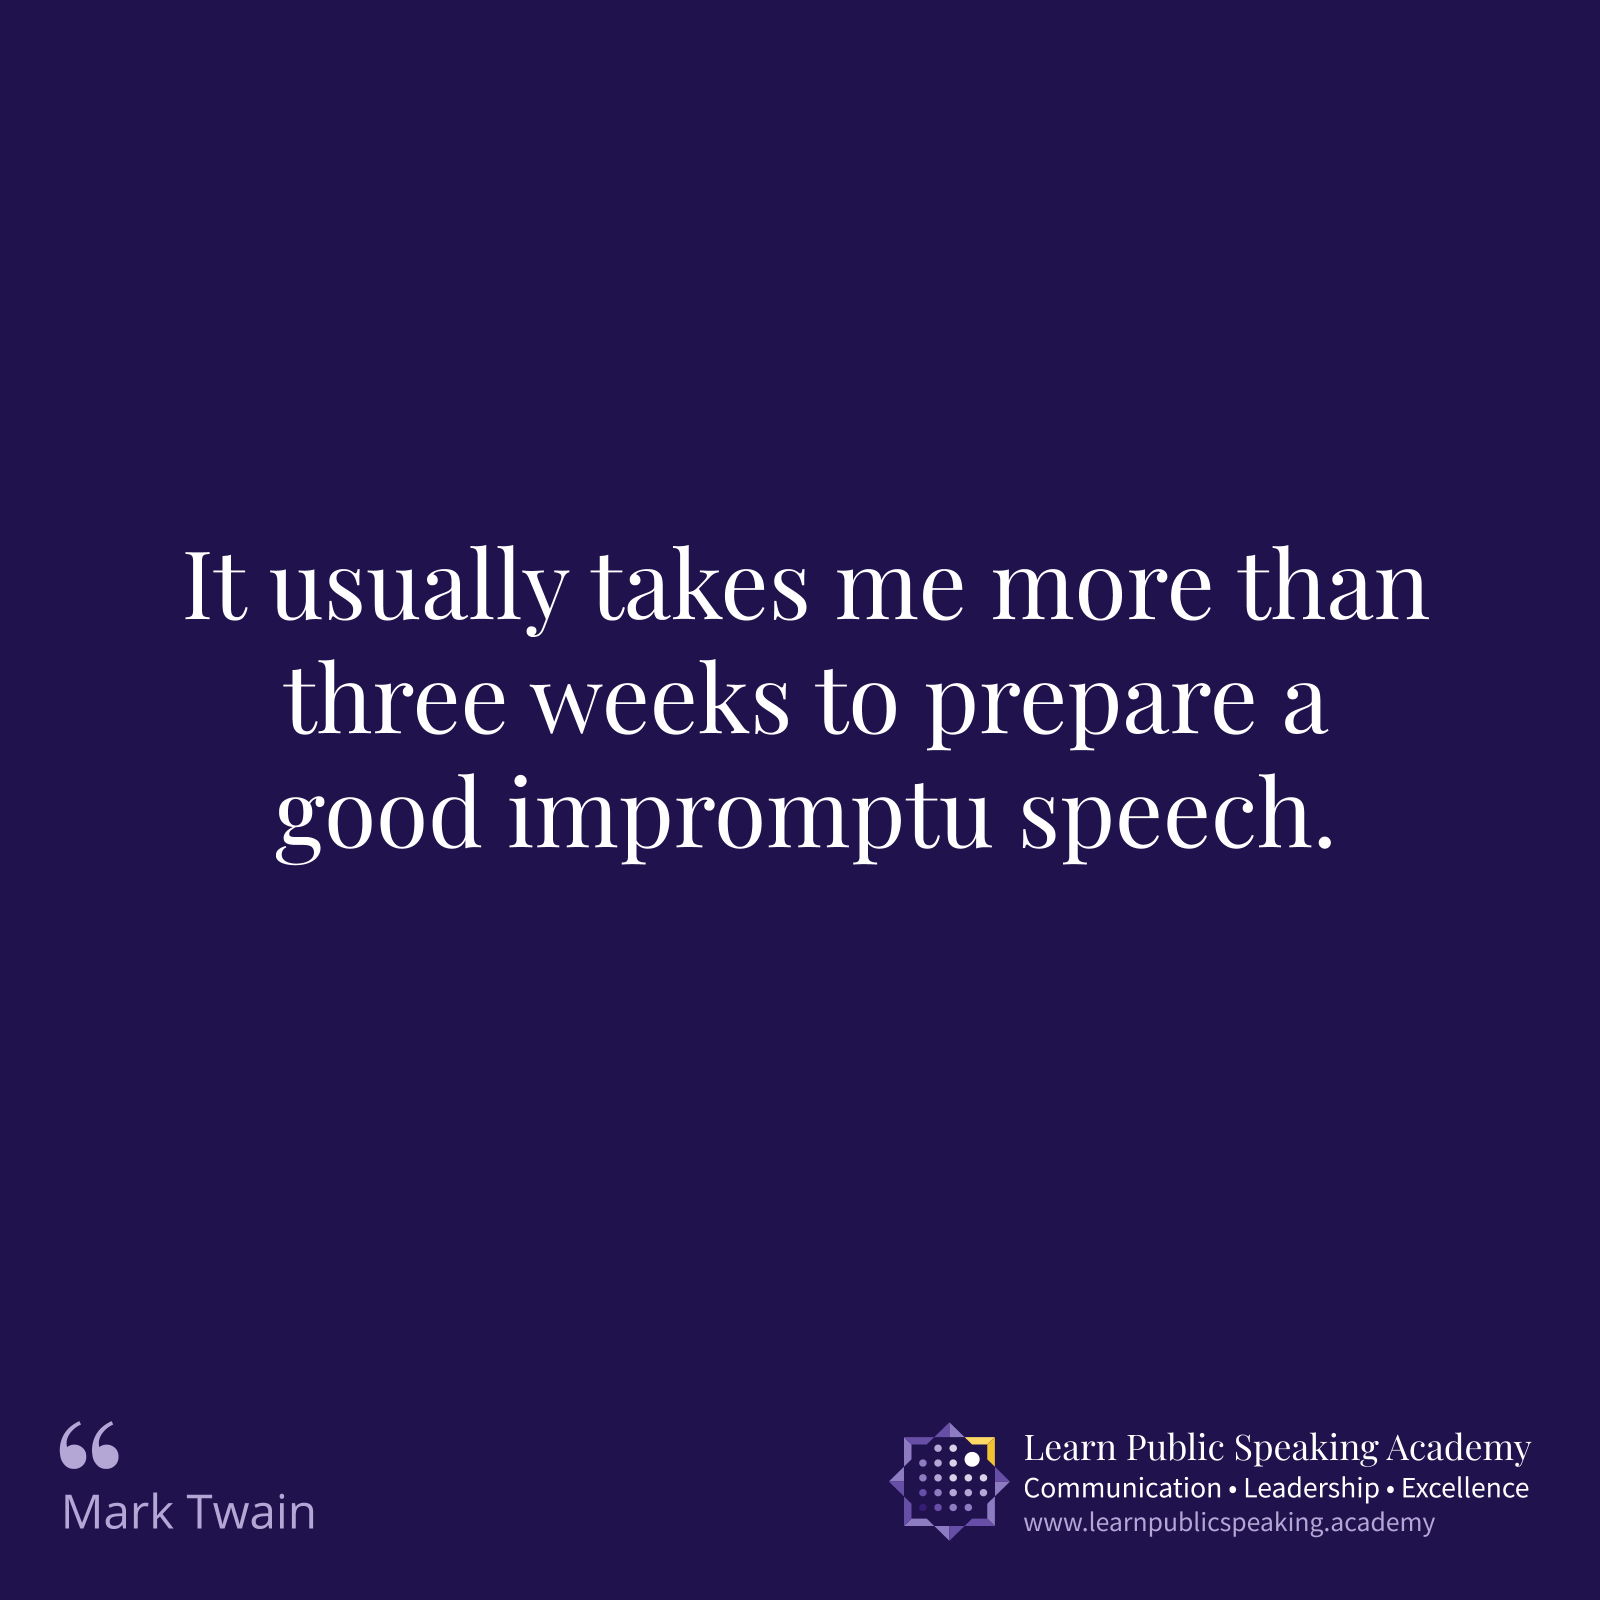 It usually takes me more than
three weeks to prepare a
good impromptu speech.
“
Mark Twain
Learn Public Speaking Academy
Communication • Leadership • Excellence
www.learnpublicspeaking.academy